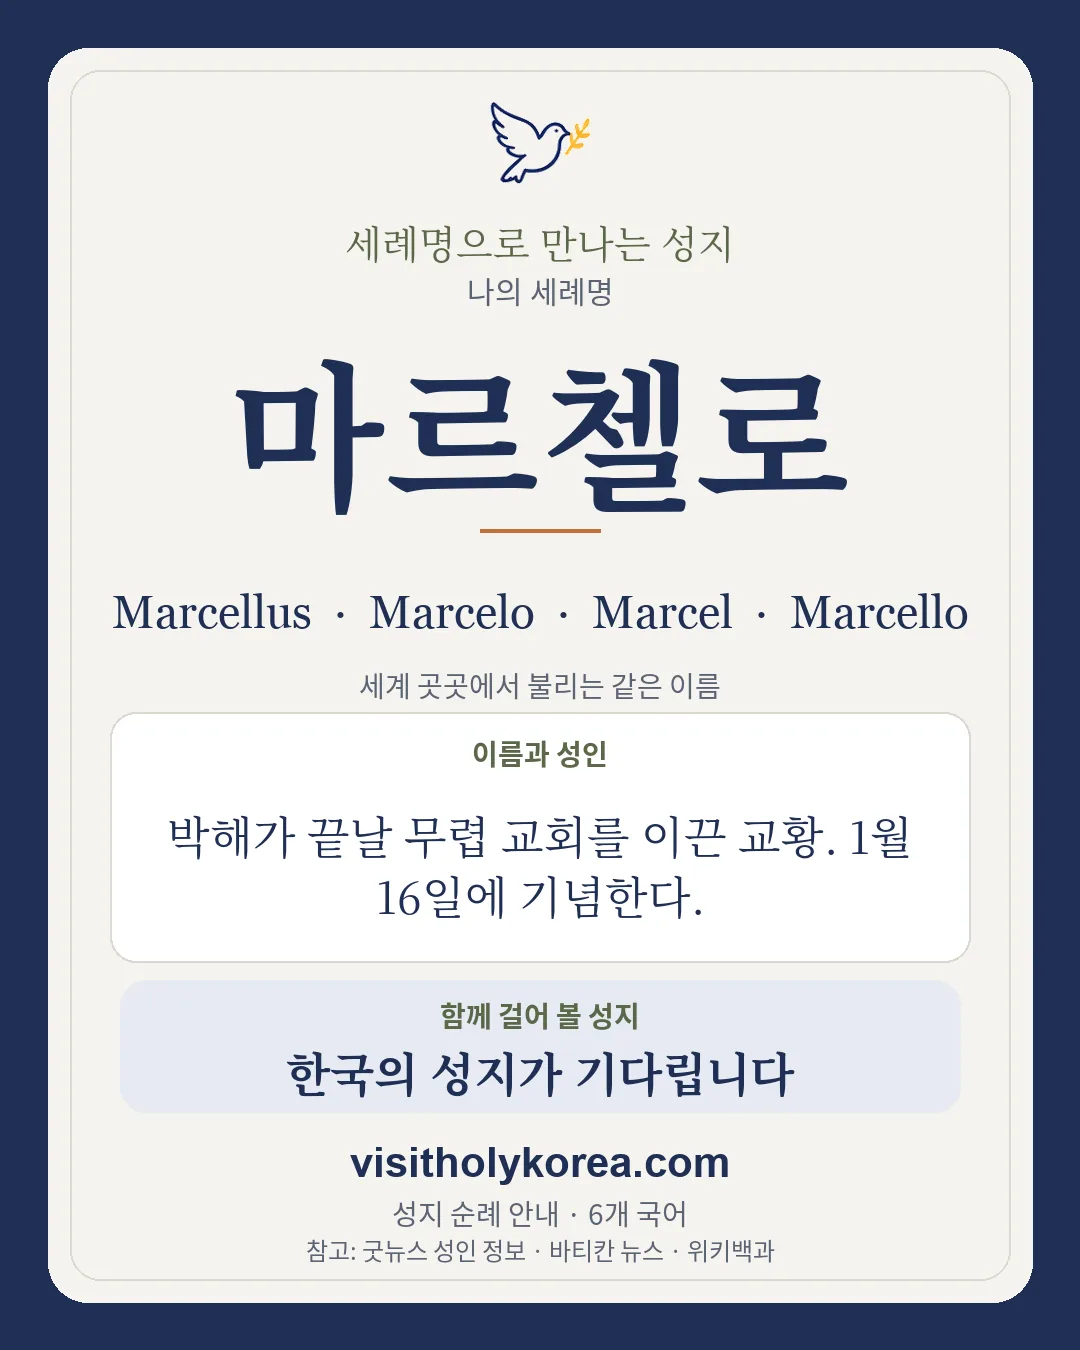 세례명으로 만나는 성지
나의 세례명
마르첼로
Marcellus · Marcelo · Marcel · Marcello
세계 곳곳에서 불리는 같은 이름
이름과 성인
박해가 끝날 무렵 교회를 이끈 교황. 1월
16일에 기념한다.
함께 걸어 볼 성지
한국의 성지가 기다립니다
visitholykorea.com
성지 순례 안내 · 6개 국어
참고: 굿뉴스 성인 정보 · 바티칸 뉴스 · 위키백과